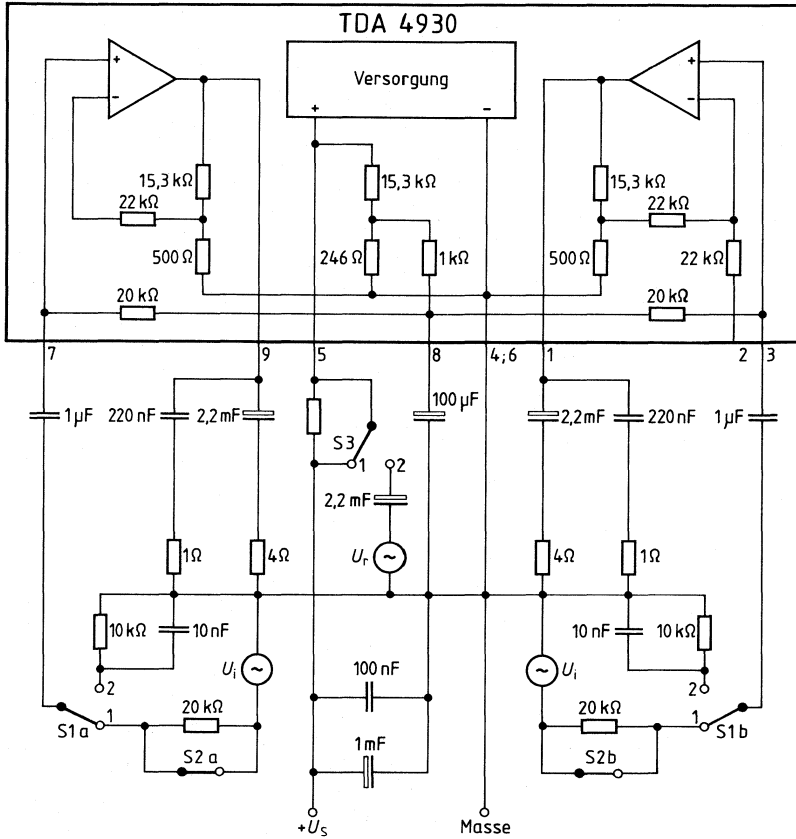 TDA 4930
Versorgung
+ -
+ +
- -
15,3 kΩ 15,3 kΩ 15,3 kΩ
22 kΩ 22 kΩ
500 Ω 246 Ω 1 kΩ 500 Ω 22 kΩ
20 kΩ 20 kΩ
7 9 5 8 4;6 1 2 3
1 µF 220 nF 2,2 mF 100 µF 2,2 mF 220 nF 1 µF
S3
1 2
2,2 mF
1 Ω 4 Ω Ur ~ 4 Ω 1 Ω
10 kΩ 10 nF 10 nF 10 kΩ
Ui ~ ~ Ui
2 100 nF 2
S1a 1 20 kΩ 20 kΩ 1 S1b
S2a 1 mF S2b
+US Masse